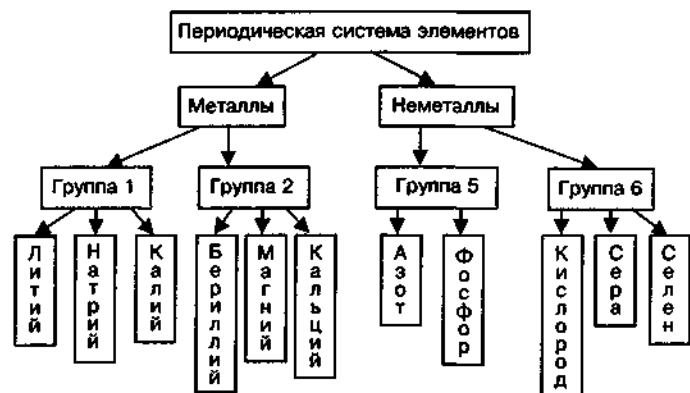 Периодическая система элементов
Металлы
Неметаллы
Группа 1
Группа 2
Группа 5
Группа 6
Литий
Натрий
Калий
Бериллий
Магний
Кальций
Азот
Фосфор
Кислород
Сера
Селен